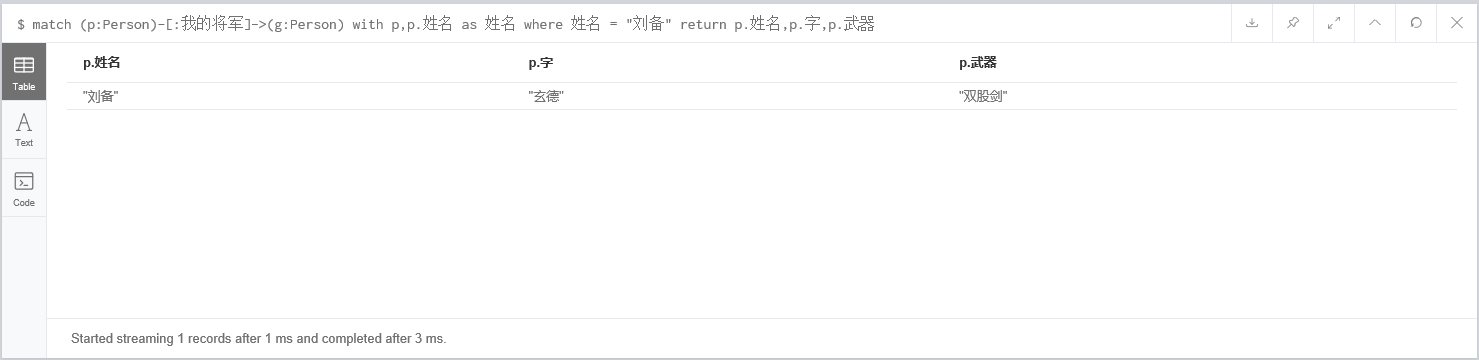 $ match (p:Person)-[:我的将军]->(g:Person) with p,p.姓名 as 姓名 where 姓名 = "刘备" return p.姓名,p.字,p.武器
Table
p.姓名 p.字 p.武器
"刘备" "玄德" "双股剑"
Text
Code
Started streaming 1 records after 1 ms and completed after 3 ms.